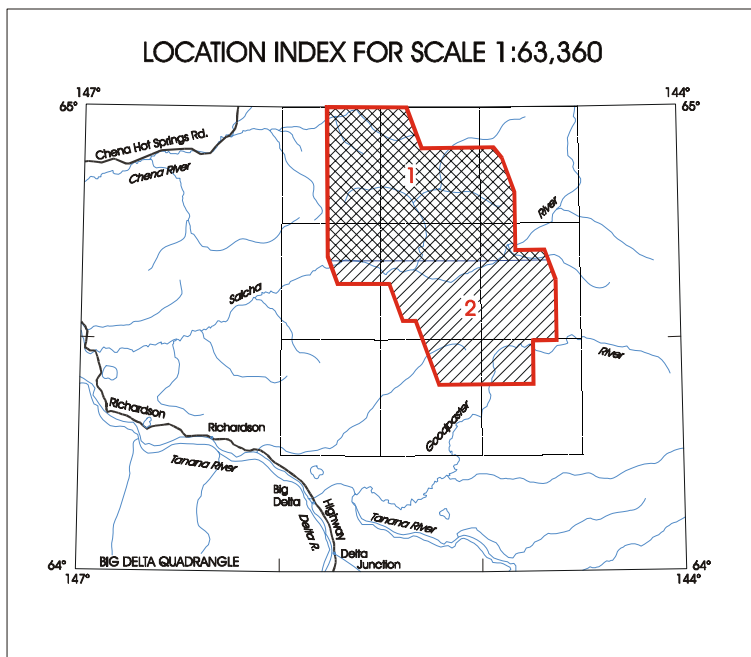 LOCATION INDEX FOR SCALE 1:63,360
147°
144°
65°
65°
Chena Hot Springs Rd.
Chena River
1
River
Salcha
2
River
Richardson
Richardson
Goodpaster
Tanana River
Big
Delta
Highway
Delta R.
Tanana River
Delta
Junction
BIG DELTA QUADRANGLE
64°
64°
147°
144°